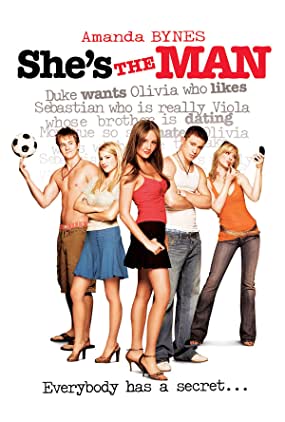 Amanda BYNES
She's THE MAN
Duke wants Olivia who likes
Sebastian who is really Viola
whose brother is dating
Everybody has a secret...